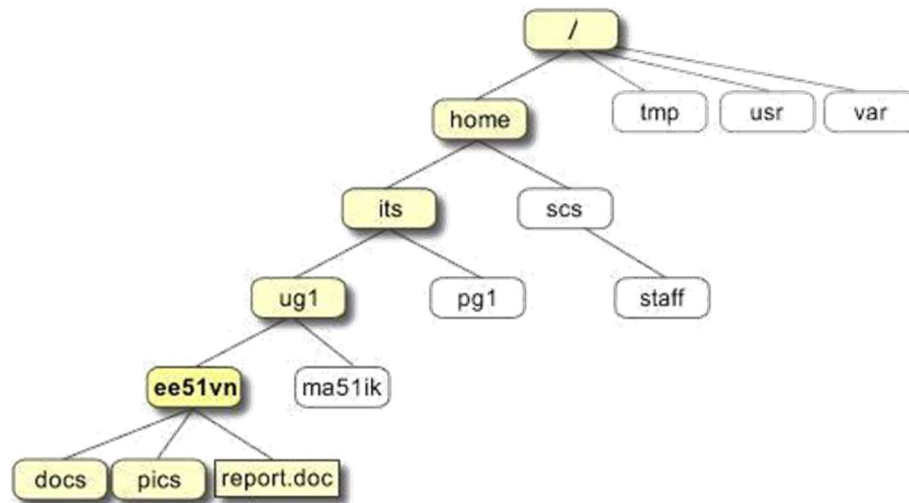 /
home
tmp
usr
var
its
scs
ug1
pg1
staff
ee51vn
ma51ik
docs
pics
report.doc